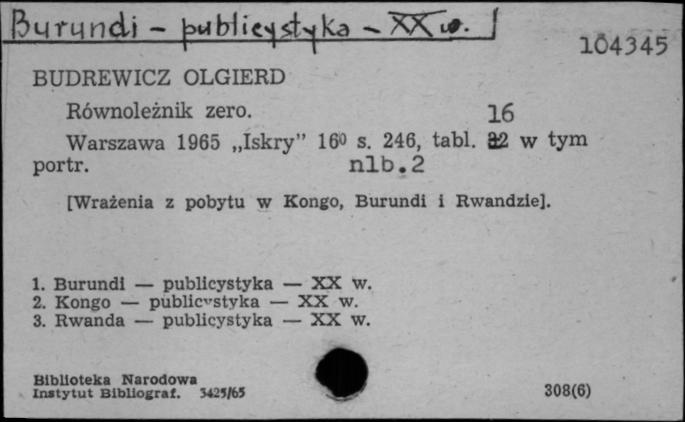 Burundi – publicystyka – XX w.
104345
BUDREWICZ OLGIERD
Równoleżnik zero.
16
Warszawa 1965 „Iskry” 16º s. 246, tabl. 32 w tym
portr. nlb.2
[Wrażenia z pobytu w Kongo, Burundi i Rwandzie].
1. Burundi — publicystyka — XX w.
2. Kongo — publicystyka — XX w.
3. Rwanda — publicystyka — XX w.
Biblioteka Narodowa
Instytut Bibliograf. 5425/65
308(6)